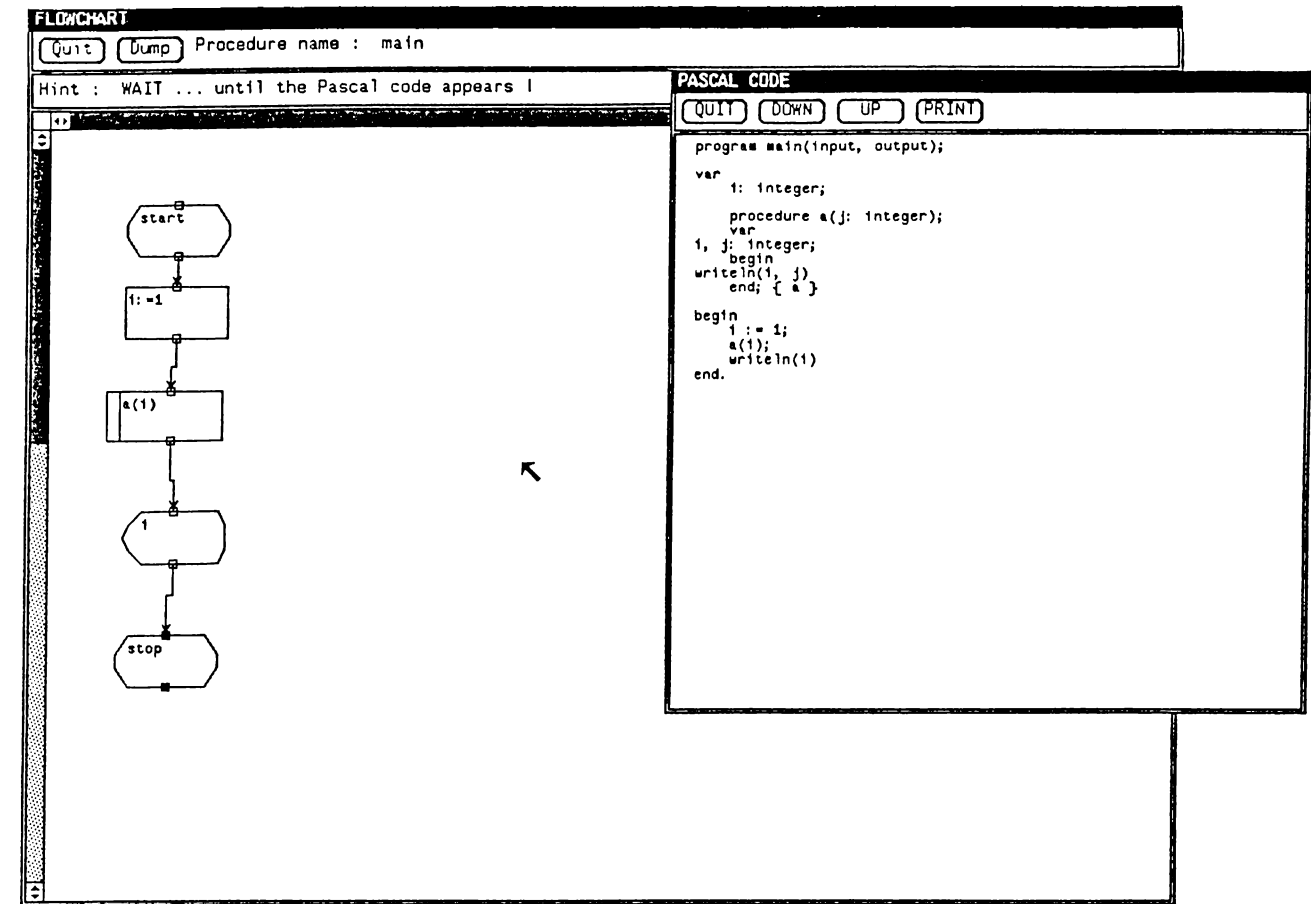 FLOWCHART
Quit Dump Procedure name : main
Hint : WAIT ... until the Pascal code appears !
start
i:=1
a(i)
i
stop
PASCAL CODE
QUIT DOWN UP PRINT
program main(input, output);
var
i: integer;
procedure a(j: integer);
var
i, j: integer;
begin
writeln(i, j)
end; { a }
begin
i := 1;
a(i);
writeln(i)
end.